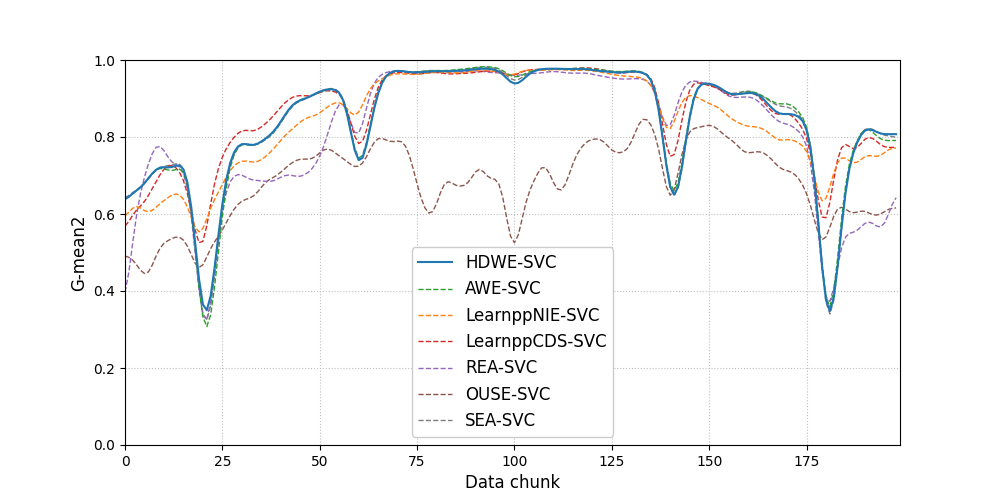 G-mean2
1.0
0.8
0.6
0.4
0.2
0.0
HDWE-SVC
AWE-SVC
LearnppNIE-SVC
LearnppCDS-SVC
REA-SVC
OUSE-SVC
SEA-SVC
0 25 50 75 100 125 150 175
Data chunk